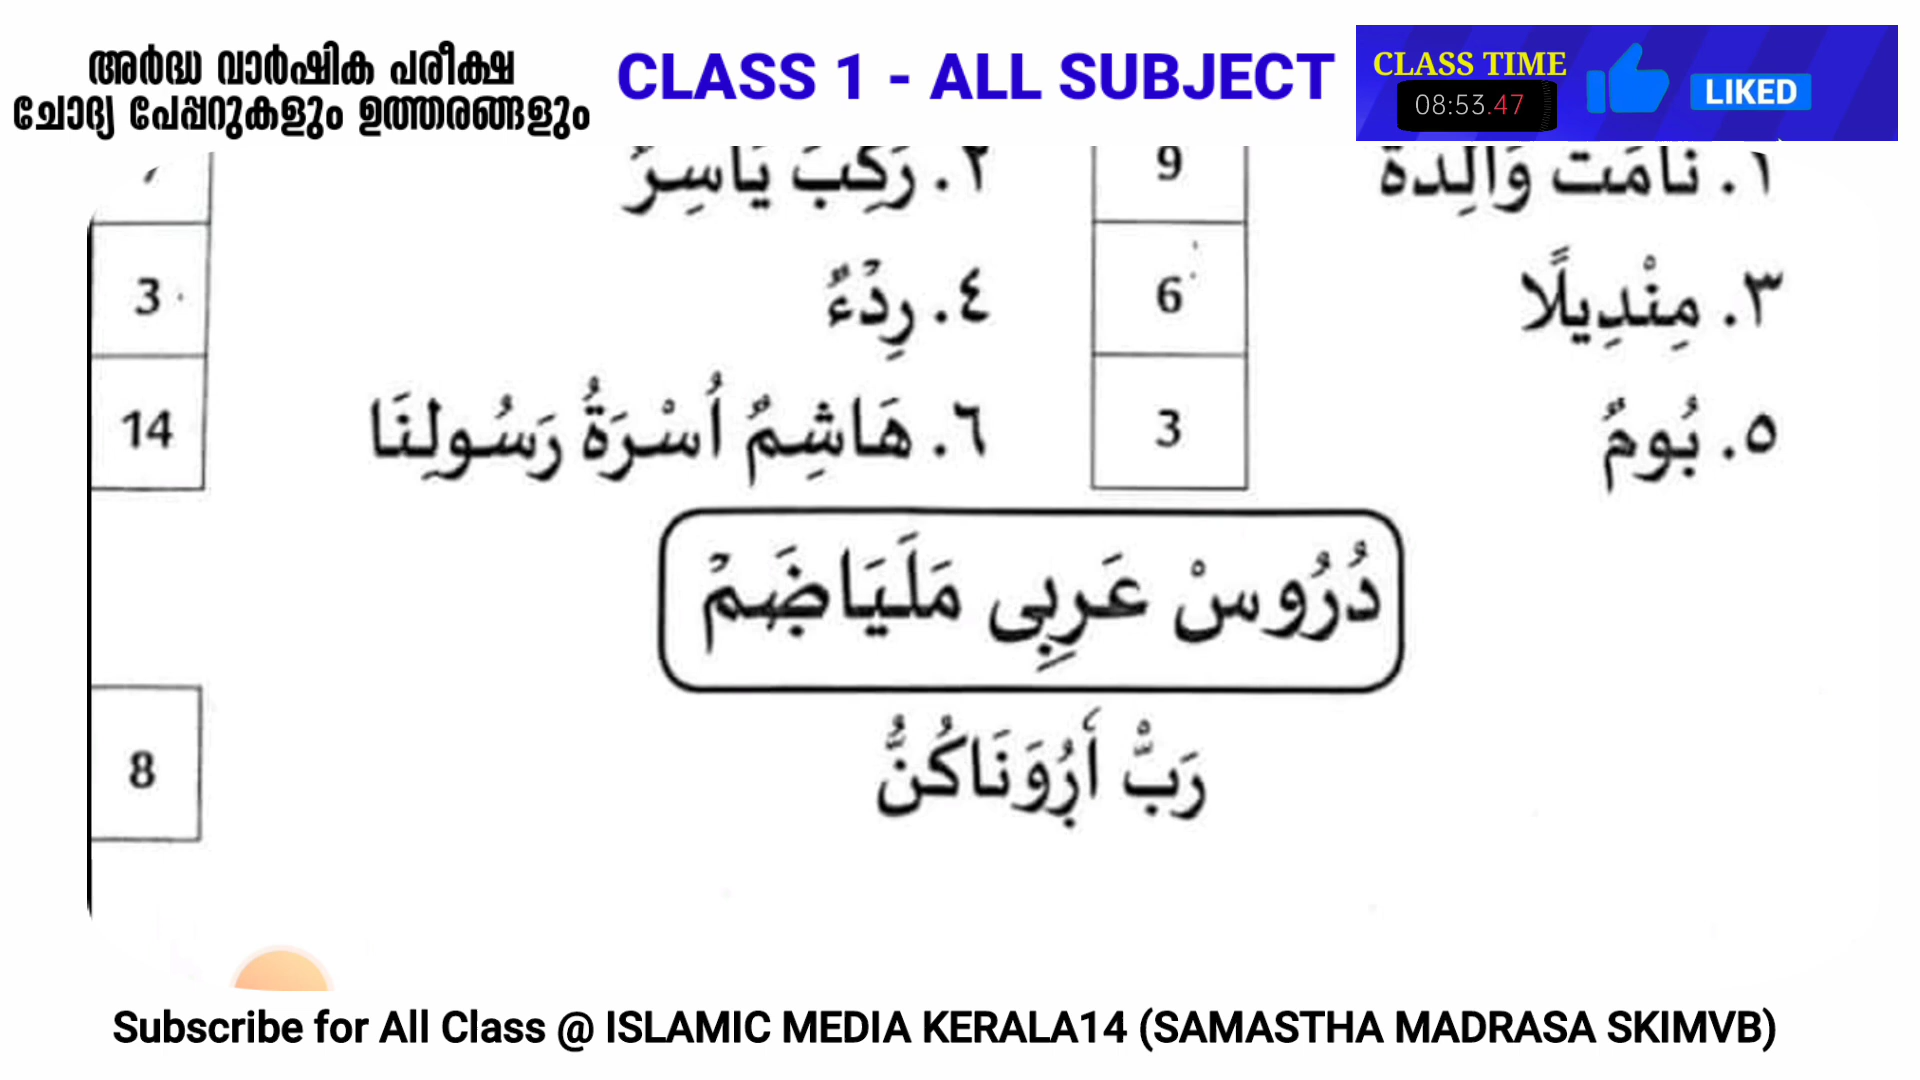 അർദ്ധ വാർഷിക പരീക്ഷ
ചോദ്യ പേപ്പറുകളും ഉത്തരങ്ങളും
CLASS 1 - ALL SUBJECT
CLASS TIME
08:53.47
LIKED
١. نَامَتْ وَالِدَةٌ
9
٢. رَكِبَ يَاسِرٌ
٣. مِنْدِيلًا
6
٤. رِدْءٌ
3
٥. بُومٌ
3
٦. هَاشِمٌ أُسْرَةُ رَسُولِنَا
14
دُرُوسْ عَرَبِى مَلَيَاضَمْ
رَبّْ أَرُوَنَاكُنُّ
8
Subscribe for All Class @ ISLAMIC MEDIA KERALA14 (SAMASTHA MADRASA SKIMVB)